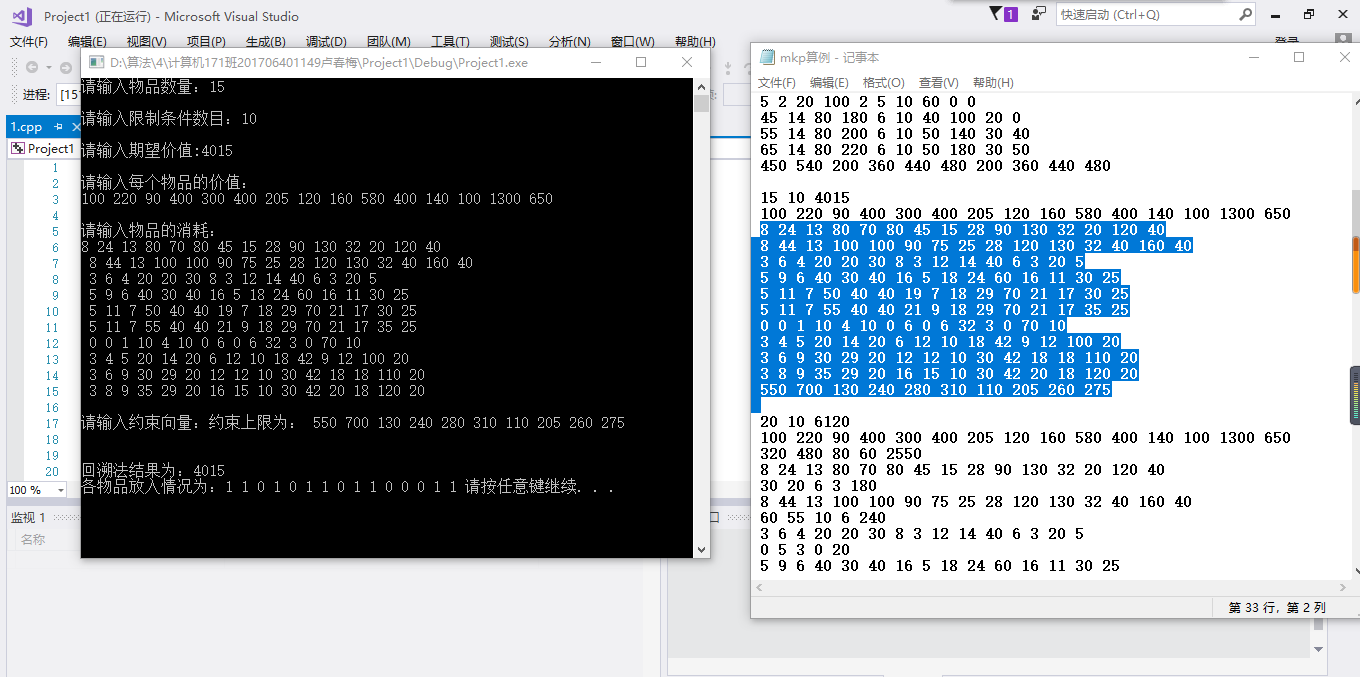 Project1 (正在运行) - Microsoft Visual Studio
1
快速启动 (Ctrl+Q)
文件(F) 编辑(E) 视图(V) 项目(P) 生成(B) 调试(D) 团队(M) 工具(T) 测试(S) 分析(N) 窗口(W) 帮助(H)
登录
进程: [15
1.cpp
Project1
1
2
3
4
5
6
7
8
9
10
11
12
13
14
15
16
17
18
19
20
100 %
监视 1
名称
D:\算法\4\计算机171班201706401149卢春梅\Project1\Debug\Project1.exe
请输入物品数量: 15
请输入限制条件数目: 10
请输入期望价值:4015
请输入每个物品的价值:
100 220 90 400 300 400 205 120 160 580 400 140 100 1300 650
请输入物品的消耗:
8 24 13 80 70 80 45 15 28 90 130 32 20 120 40
8 44 13 100 100 90 75 25 28 120 130 32 40 160 40
3 6 4 20 20 30 8 3 12 14 40 6 3 20 5
5 9 6 40 30 40 16 5 18 24 60 16 11 30 25
5 11 7 50 40 40 19 7 18 29 70 21 17 30 25
5 11 7 55 40 40 21 9 18 29 70 21 17 35 25
0 0 1 10 4 10 0 6 0 6 32 3 0 70 10
3 4 5 20 14 20 6 12 10 18 42 9 12 100 20
3 6 9 30 29 20 12 12 10 30 42 18 18 110 20
3 8 9 35 29 20 16 15 10 30 42 20 18 120 20
请输入约束向量: 约束上限为: 550 700 130 240 280 310 110 205 260 275
回溯法结果为: 4015
各物品放入情况为: 1 1 0 1 0 1 1 0 1 1 0 0 0 1 1 请按任意键继续. . .
mkp算例 - 记事本
文件(F) 编辑(E) 格式(O) 查看(V) 帮助(H)
5 2 20 100 2 5 10 60 0 0
45 14 80 180 6 10 40 100 20 0
55 14 80 200 6 10 50 140 30 40
65 14 80 220 6 10 50 180 30 50
450 540 200 360 440 480 200 360 440 480
15 10 4015
100 220 90 400 300 400 205 120 160 580 400 140 100 1300 650
8 24 13 80 70 80 45 15 28 90 130 32 20 120 40
8 44 13 100 100 90 75 25 28 120 130 32 40 160 40
3 6 4 20 20 30 8 3 12 14 40 6 3 20 5
5 9 6 40 30 40 16 5 18 24 60 16 11 30 25
5 11 7 50 40 40 19 7 18 29 70 21 17 30 25
5 11 7 55 40 40 21 9 18 29 70 21 17 35 25
0 0 1 10 4 10 0 6 0 6 32 3 0 70 10
3 4 5 20 14 20 6 12 10 18 42 9 12 100 20
3 6 9 30 29 20 12 12 10 30 42 18 18 110 20
3 8 9 35 29 20 16 15 10 30 42 20 18 120 20
550 700 130 240 280 310 110 205 260 275
20 10 6120
100 220 90 400 300 400 205 120 160 580 400 140 100 1300 650
320 480 80 60 2550
8 24 13 80 70 80 45 15 28 90 130 32 20 120 40
30 20 6 3 180
8 44 13 100 100 90 75 25 28 120 130 32 40 160 40
60 55 10 6 240
3 6 4 20 20 30 8 3 12 14 40 6 3 20 5
0 5 3 0 20
5 9 6 40 30 40 16 5 18 24 60 16 11 30 25
第 33 行, 第 2 列